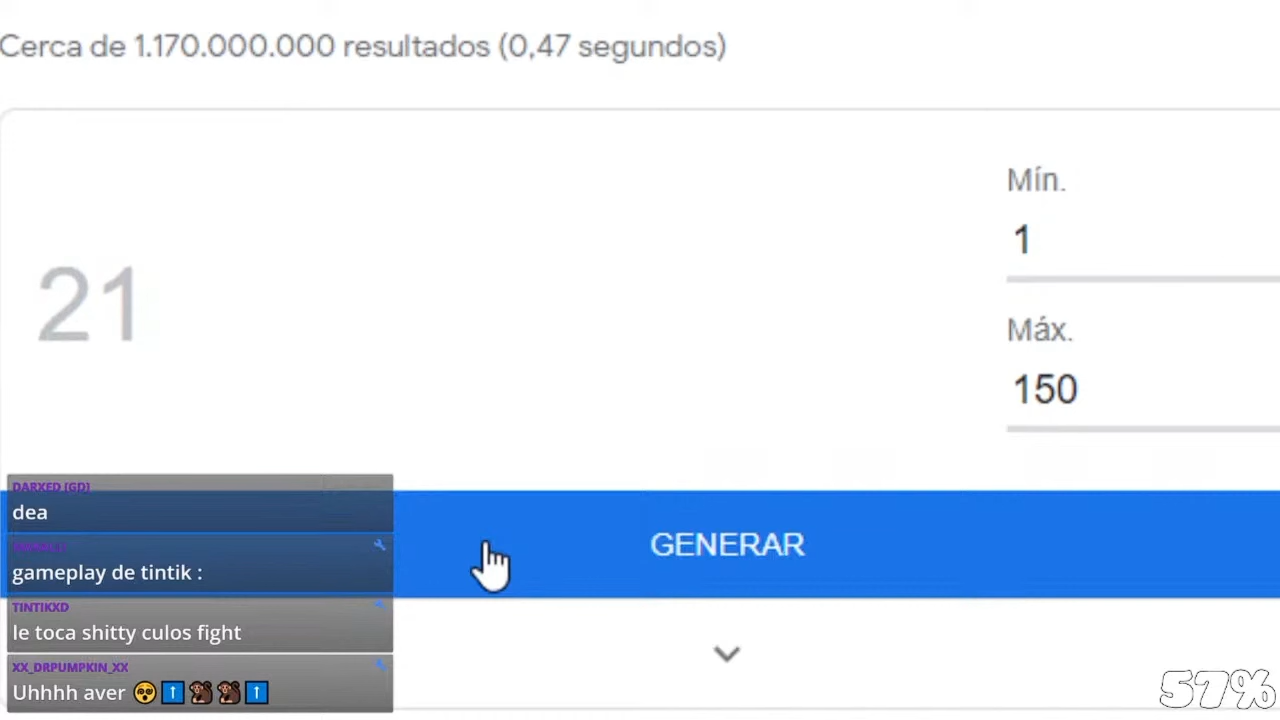 Cerca de 1.170.000.000 resultados (0,47 segundos)
Mín.
1
21
Máx.
150
GENERAR
DARXED [GD]
dea
gameplay de tintik :
TINTIKXD
le toca shitty culos fight
XX_DRPUMPKIN_XX
Uhhhh aver 😵‍💫⬆️🐒🐒⬆️
57%